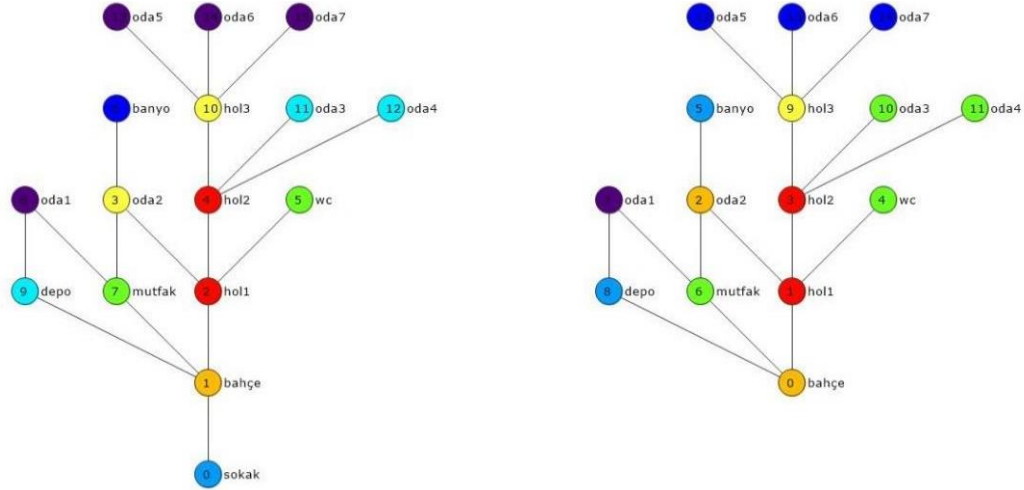 oda5 oda6 oda7 oda5 oda6 oda7
banyo 10 hol3 11 oda3 12 oda4 5 banyo 9 hol3 10 oda3 11 oda4
oda1 3 oda2 4 hol2 5 wc oda1 2 oda2 3 hol2 4 wc
9 depo 7 mutfak 2 hol1 8 depo 6 mutfak 1 hol1
1 bahçe 0 bahçe
0 sokak